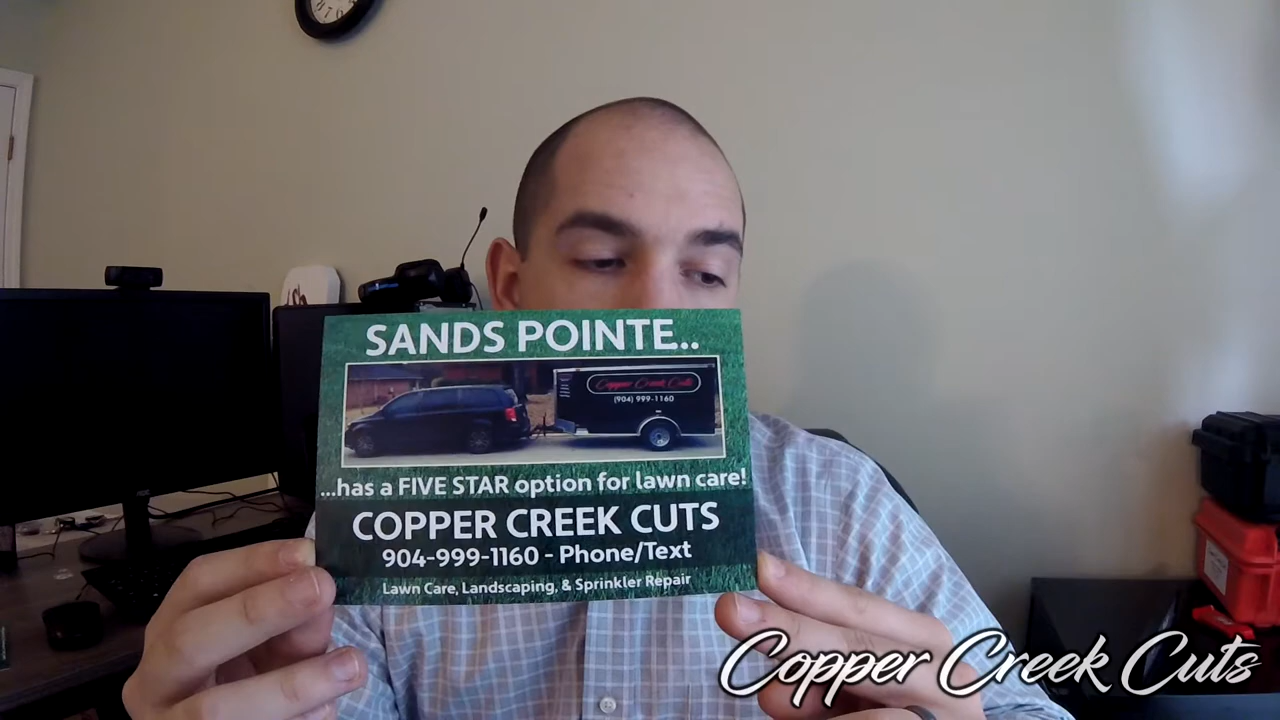 SANDS POINTE..
Copper Creek Cuts
(904) 999-1160
...has a FIVE STAR option for lawn care!
COPPER CREEK CUTS
904-999-1160 - Phone/Text
Lawn Care, Landscaping, & Sprinkler Repair
Copper Creek Cuts